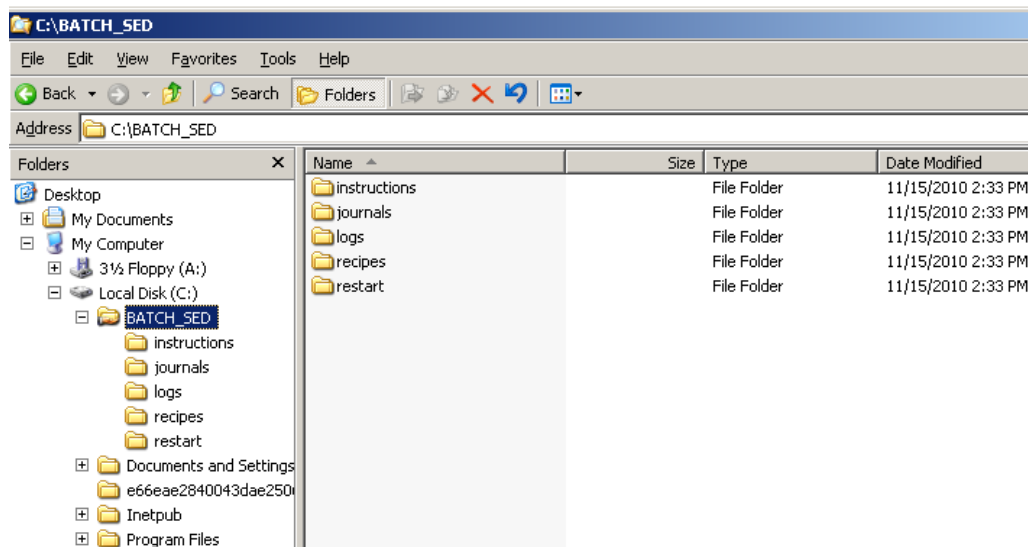 C:\BATCH_SED
File Edit View Favorites Tools Help
Back Search Folders
Address C:\BATCH_SED
Folders Name Size Type Date Modified
Desktop
My Documents
My Computer
3½ Floppy (A:)
Local Disk (C:)
BATCH_SED
instructions
journals
logs
recipes
restart
Documents and Settings
e66eae2840043dae250
Inetpub
Program Files
instructions File Folder 11/15/2010 2:33 PM
journals File Folder 11/15/2010 2:33 PM
logs File Folder 11/15/2010 2:33 PM
recipes File Folder 11/15/2010 2:33 PM
restart File Folder 11/15/2010 2:33 PM